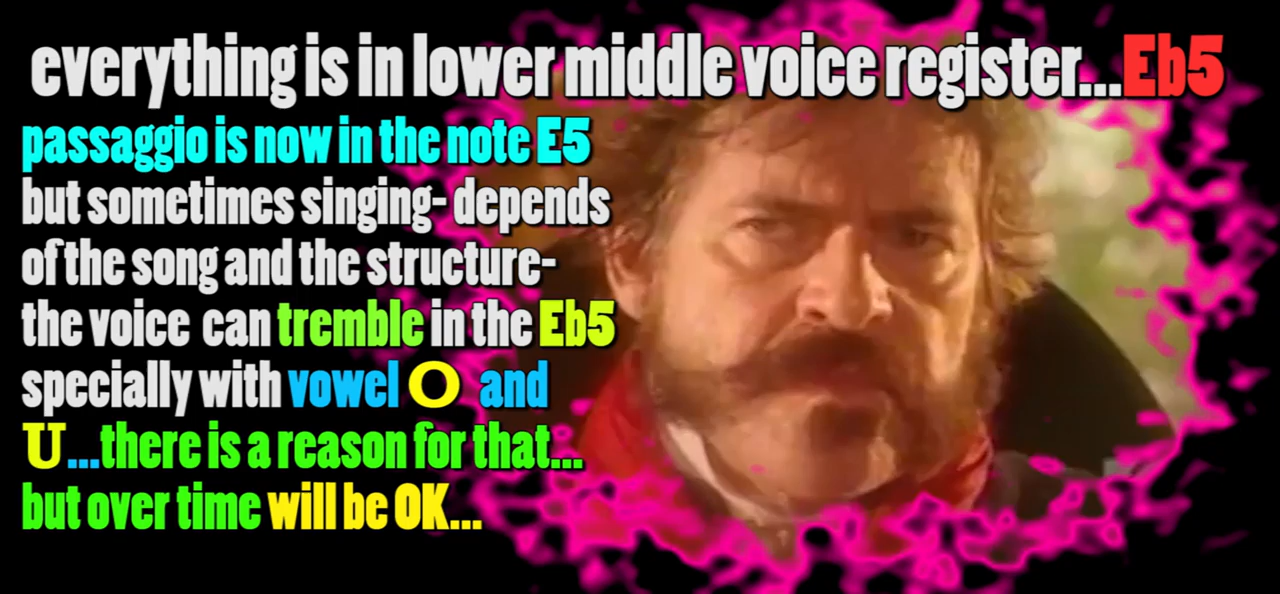 everything is in lower middle voice register...Eb5
passaggio is now in the note E5
but sometimes singing- depends
of the song and the structure-
the voice can tremble in the Eb5
specially with vowel O and
U...there is a reason for that...
but over time will be OK...